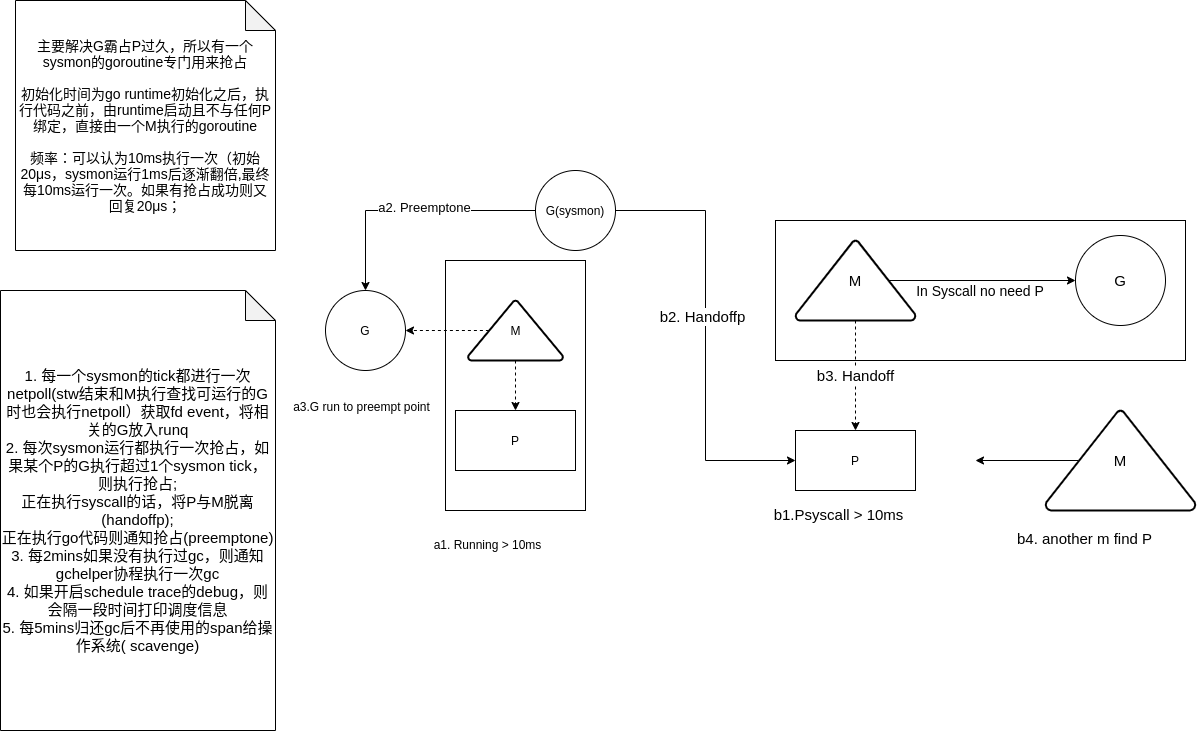 主要解决G霸占P过久，所以有一个
sysmon的goroutine专门用来抢占
初始化时间为go runtime初始化之后，执
行代码之前，由runtime启动且不与任何P
绑定，直接由一个M执行的goroutine
频率：可以认为10ms执行一次（初始
20μs，sysmon运行1ms后逐渐翻倍,最终
每10ms运行一次。如果有抢占成功则又
回复20μs；
1. 每一个sysmon的tick都进行一次
netpoll(stw结束和M执行查找可运行的G
时也会执行netpoll）获取fd event，将相
关的G放入runq
2. 每次sysmon运行都执行一次抢占，如
果某个P的G执行超过1个sysmon tick，
则执行抢占;
正在执行syscall的话，将P与M脱离
(handoffp);
正在执行go代码则通知抢占(preemptone)
3. 每2mins如果没有执行过gc，则通知
gchelper协程执行一次gc
4. 如果开启schedule trace的debug，则
会隔一段时间打印调度信息
5. 每5mins归还gc后不再使用的span给操
作系统( scavenge)
a2. Preemptone
G(sysmon)
G
M
a3.G run to preempt point
P
a1. Running > 10ms
b2. Handoffp
M
In Syscall no need P
G
b3. Handoff
P
b1.Psyscall > 10ms
M
b4. another m find P